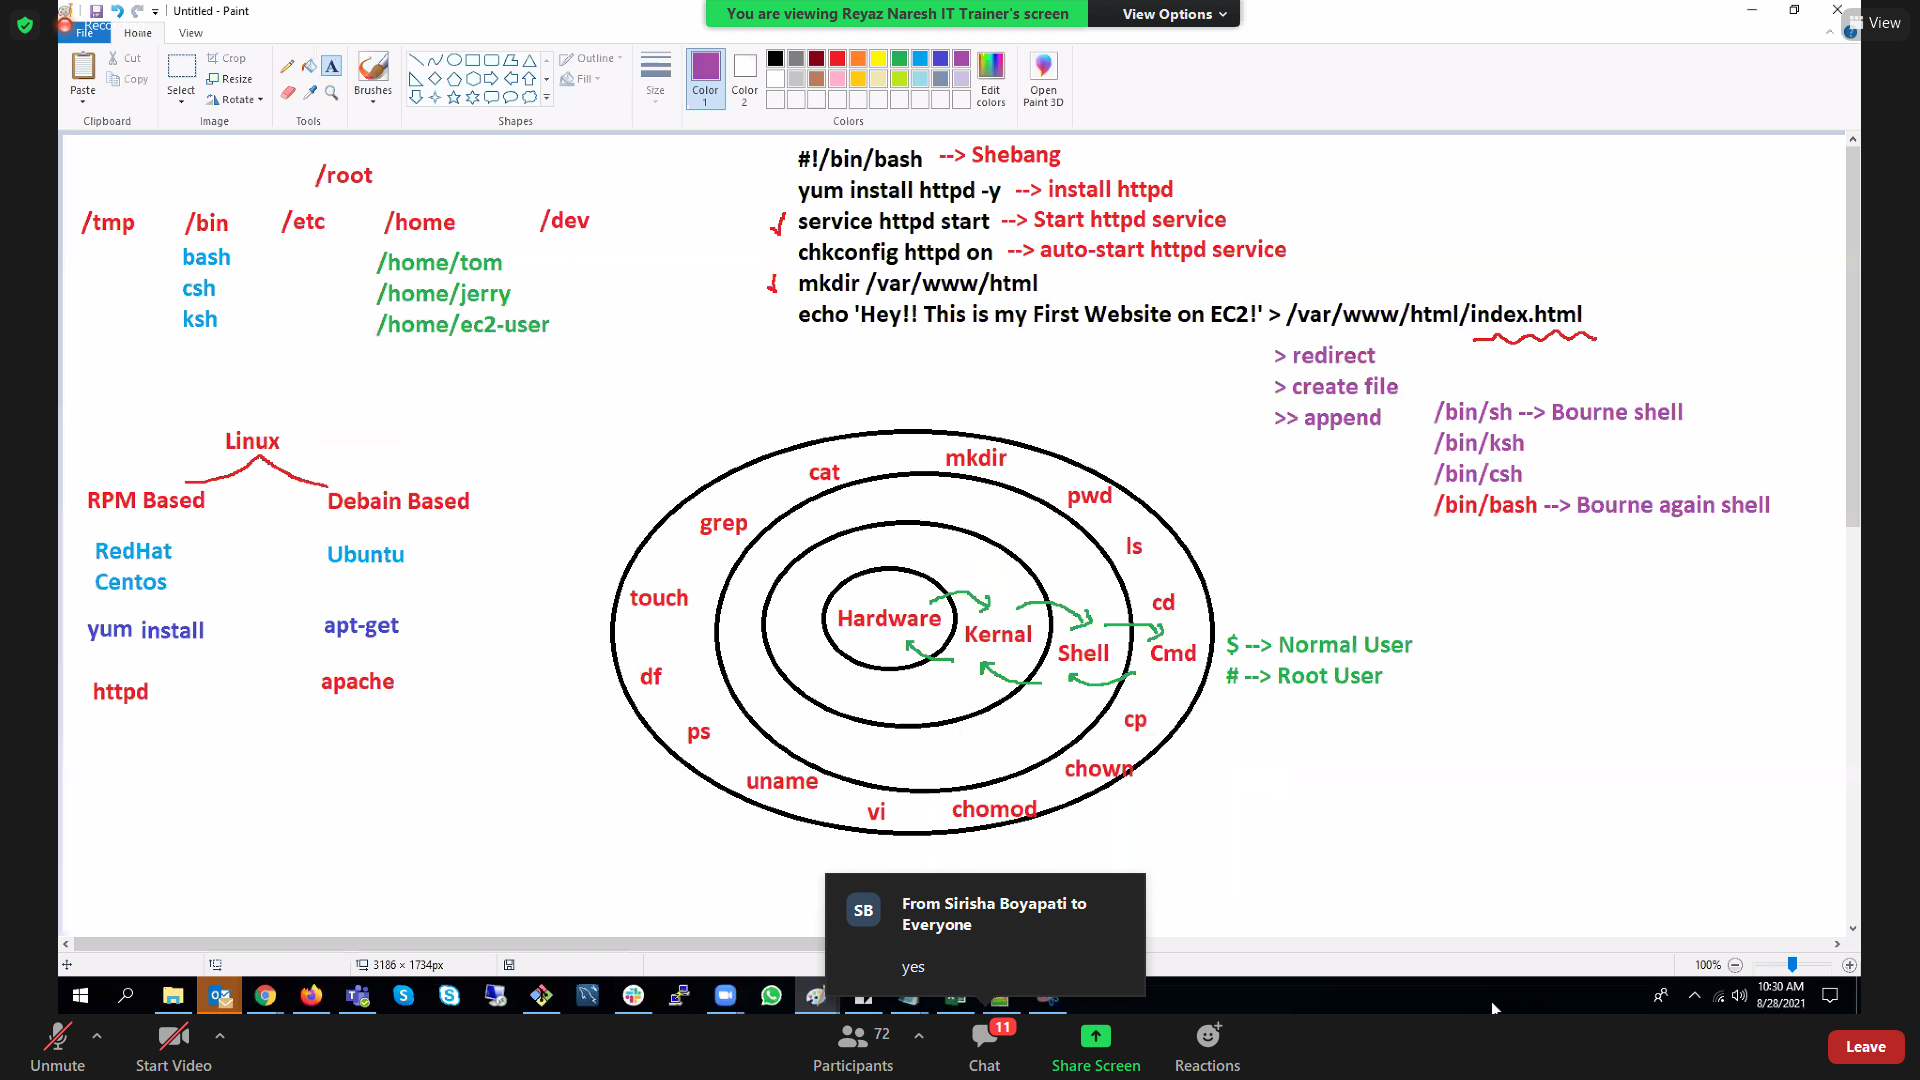 Untitled - Paint
You are viewing Reyaz Naresh IT Trainer's screen
View Options
View
Reco
File
Home
View
Paste
Cut
Copy
Clipboard
Select
Crop
Resize
Rotate
Image
A
Tools
Brushes
Shapes
Outline
Fill
Size
Color 1
Color 2
Edit colors
Colors
Open Paint 3D
/root
/tmp
/bin
/etc
/home
/dev
bash
csh
ksh
/home/tom
/home/jerry
/home/ec2-user
#!/bin/bash --> Shebang
yum install httpd -y --> install httpd
service httpd start --> Start httpd service
chkconfig httpd on --> auto-start httpd service
mkdir /var/www/html
echo 'Hey!! This is my First Website on EC2!' > /var/www/html/index.html
> redirect
> create file
>> append
/bin/sh --> Bourne shell
/bin/ksh
/bin/csh
/bin/bash --> Bourne again shell
Linux
RPM Based
Debain Based
RedHat
Centos
Ubuntu
yum install
apt-get
httpd
apache
cat
mkdir
pwd
grep
ls
touch
cd
Hardware
Kernal
Shell
Cmd
df
cp
ps
chown
uname
vi
chomod
$ --> Normal User
# --> Root User
SB
From Sirisha Boyapati to Everyone
yes
3186 × 1734px
100%
10:30 AM
8/28/2021
Unmute
Start Video
72
Participants
11
Chat
Share Screen
Reactions
Leave